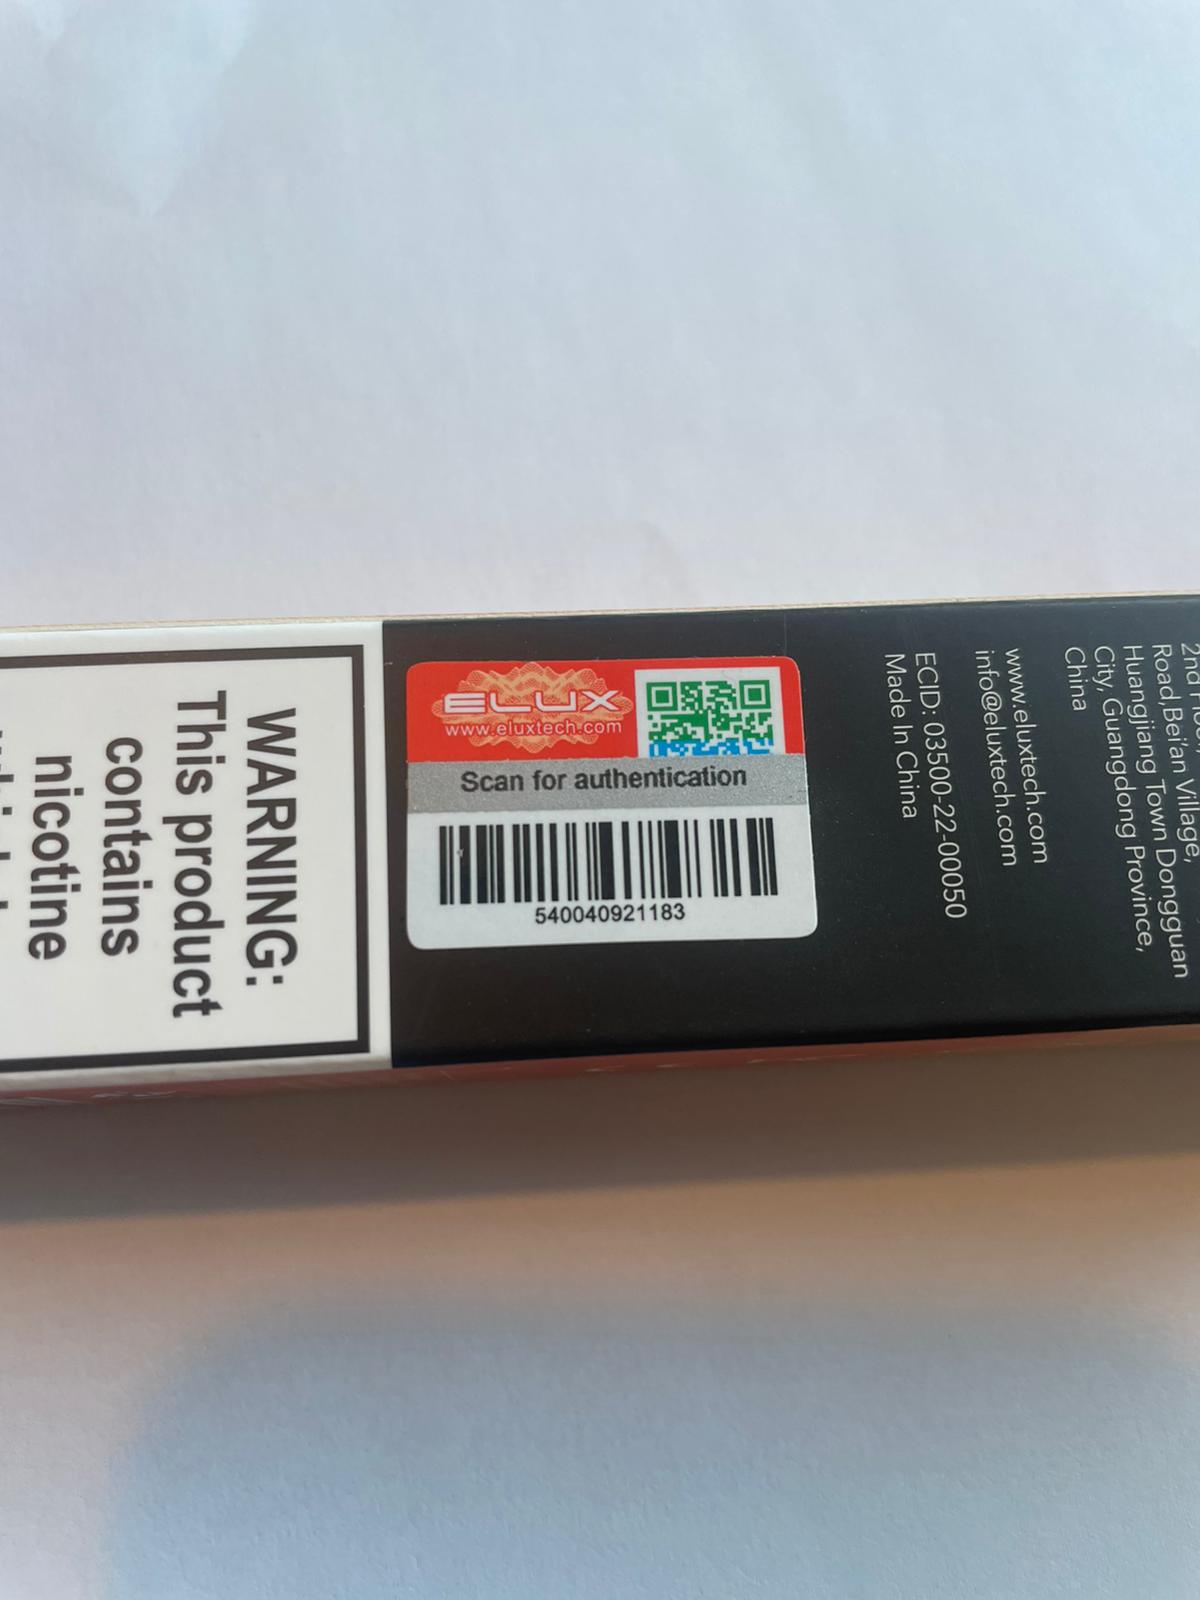 WARNING:
This product
contains
nicotine
ELUX
www.eluxtech.com
Scan for authentication
540040921183
Road,Bei'an Village,
Huangjiang Town Dongguan
City,Guangdong Province,
China
www.eluxtech.com
info@eluxtech.com
ECID: 03500-22-00050
Made In China